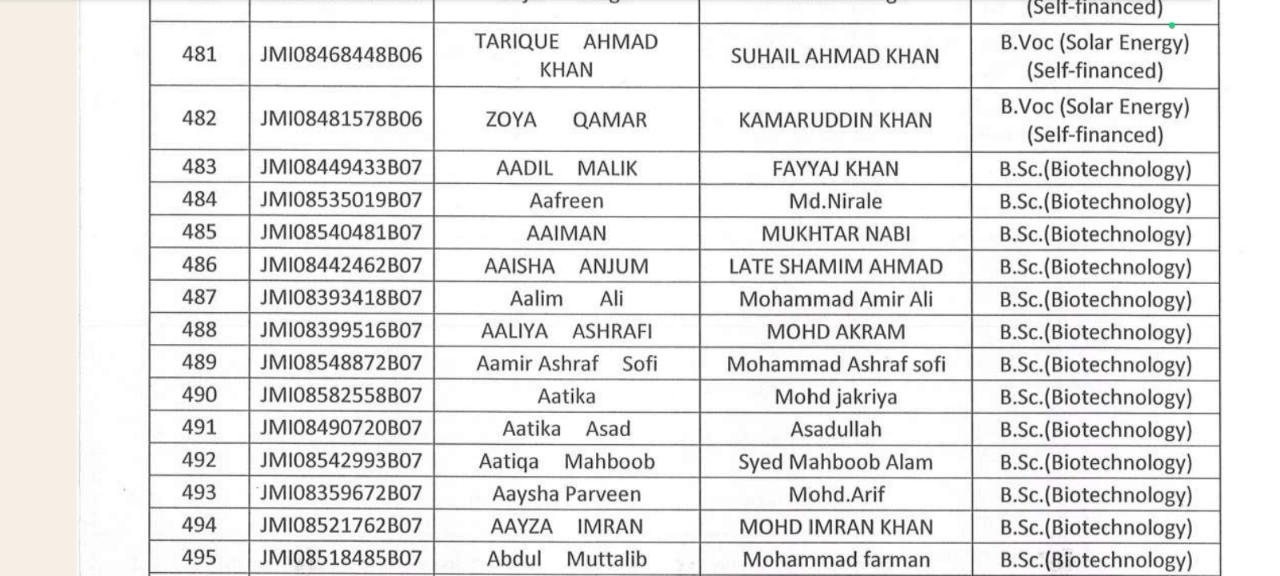 (Self-financed)
481 JMI08468448B06 TARIQUE AHMAD KHAN SUHAIL AHMAD KHAN B.Voc (Solar Energy) (Self-financed)
482 JMI08481578B06 ZOYA QAMAR KAMARUDDIN KHAN B.Voc (Solar Energy) (Self-financed)
483 JMI08449433B07 AADIL MALIK FAYYAJ KHAN B.Sc.(Biotechnology)
484 JMI08535019B07 Aafreen Md.Nirale B.Sc.(Biotechnology)
485 JMI08540481B07 AAIMAN MUKHTAR NABI B.Sc.(Biotechnology)
486 JMI08442462B07 AAISHA ANJUM LATE SHAMIM AHMAD B.Sc.(Biotechnology)
487 JMI08393418B07 Aalim Ali Mohammad Amir Ali B.Sc.(Biotechnology)
488 JMI08399516B07 AALIYA ASHRAFI MOHD AKRAM B.Sc.(Biotechnology)
489 JMI08548872B07 Aamir Ashraf Sofi Mohammad Ashraf sofi B.Sc.(Biotechnology)
490 JMI08582558B07 Aatika Mohd jakriya B.Sc.(Biotechnology)
491 JMI08490720B07 Aatika Asad Asadullah B.Sc.(Biotechnology)
492 JMI08542993B07 Aatiqa Mahboob Syed Mahboob Alam B.Sc.(Biotechnology)
493 JMI08359672B07 Aaysha Parveen Mohd.Arif B.Sc.(Biotechnology)
494 JMI08521762B07 AAYZA IMRAN MOHD IMRAN KHAN B.Sc.(Biotechnology)
495 JMI08518485B07 Abdul Muttalib Mohammad farman B.Sc.(Biotechnology)